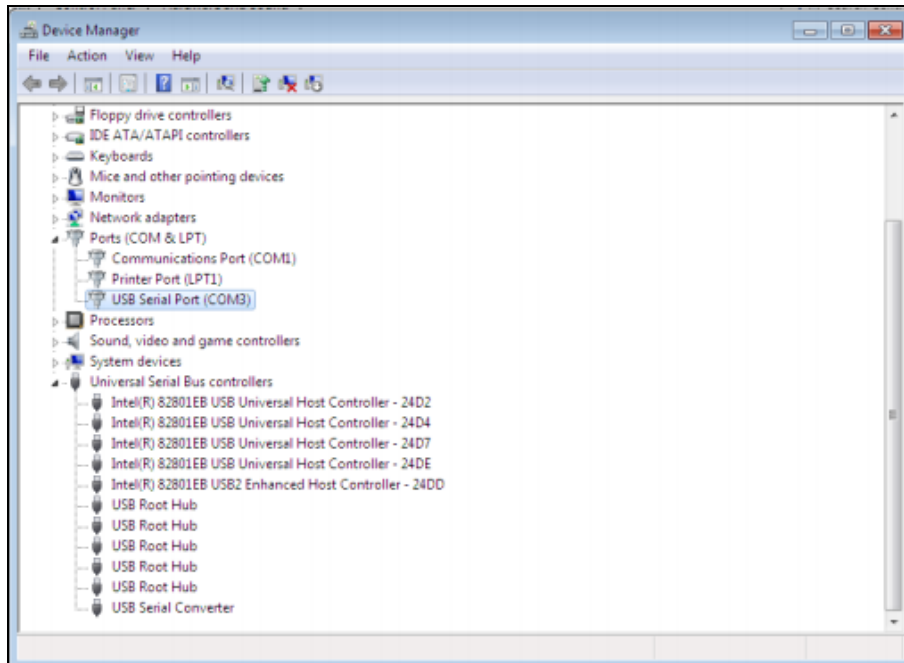 Device Manager
File Action View Help
Floppy drive controllers
IDE ATA/ATAPI controllers
Keyboards
Mice and other pointing devices
Monitors
Network adapters
Ports (COM & LPT)
Communications Port (COM1)
Printer Port (LPT1)
USB Serial Port (COM3)
Processors
Sound, video and game controllers
System devices
Universal Serial Bus controllers
Intel(R) 82801EB USB Universal Host Controller - 24D2
Intel(R) 82801EB USB Universal Host Controller - 24D4
Intel(R) 82801EB USB Universal Host Controller - 24D7
Intel(R) 82801EB USB Universal Host Controller - 24DE
Intel(R) 82801EB USB2 Enhanced Host Controller - 24DD
USB Root Hub
USB Root Hub
USB Root Hub
USB Root Hub
USB Root Hub
USB Serial Converter